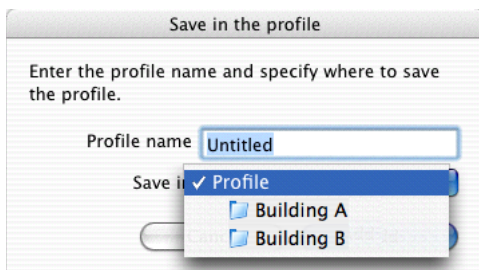 Save in the profile
Enter the profile name and specify where to save
the profile.
Profile name Untitled
Save i ✓ Profile
Building A
Building B